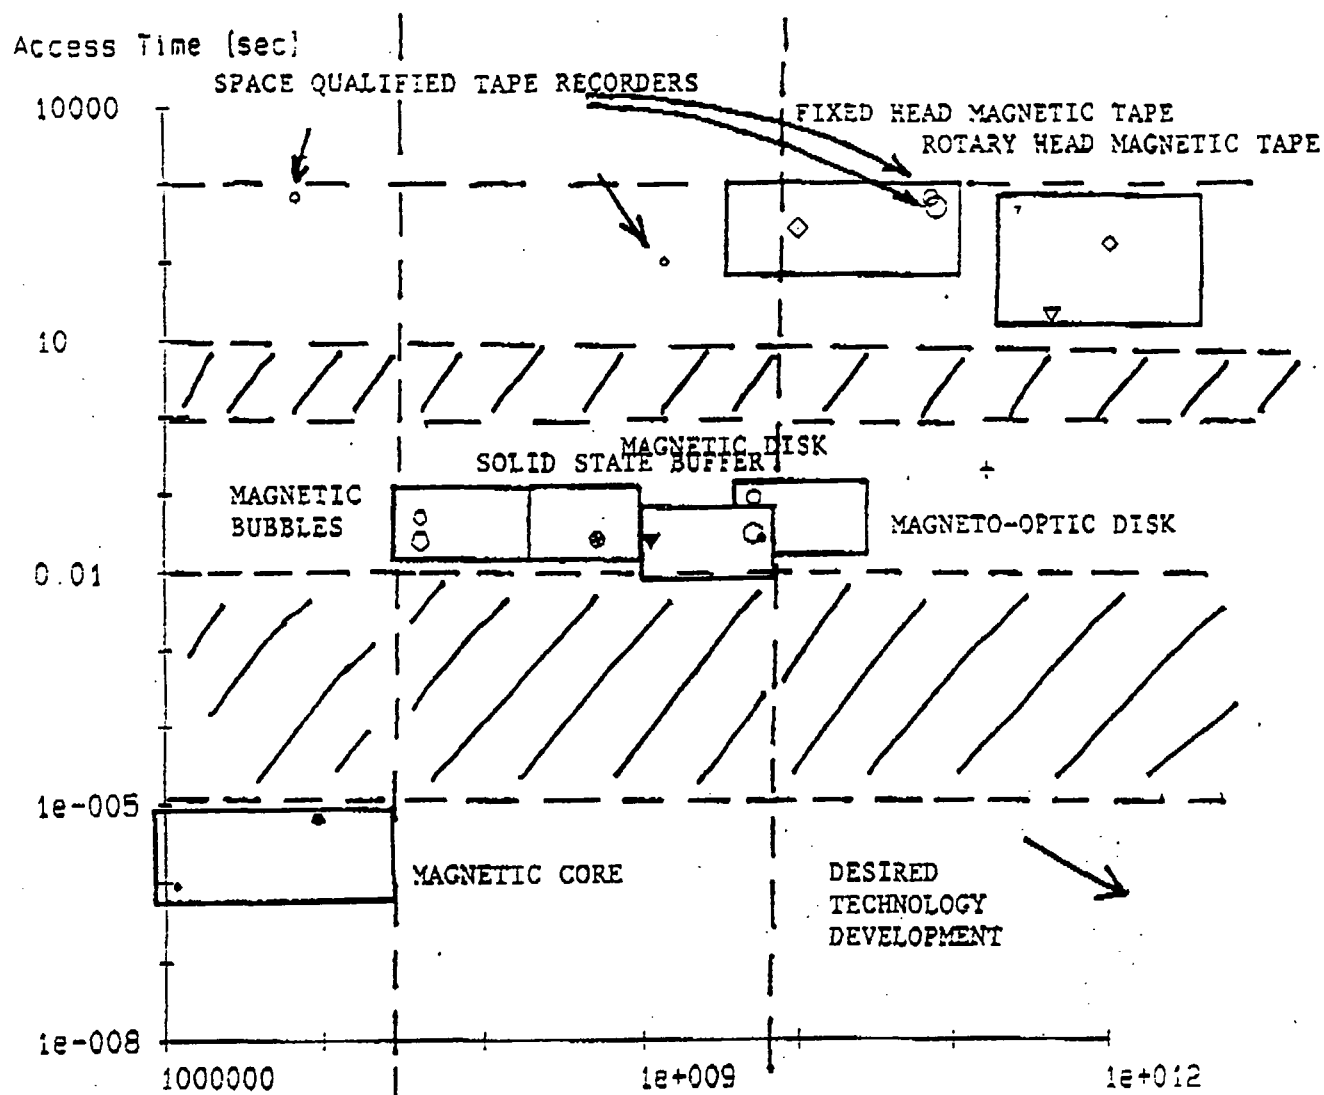 Access Time (sec)
SPACE QUALIFIED TAPE RECORDERS
10000
FIXED HEAD MAGNETIC TAPE
ROTARY HEAD MAGNETIC TAPE
10
MAGNETIC DISK
SOLID STATE BUFFER
MAGNETIC
BUBBLES
MAGNETO-OPTIC DISK
0.01
1e-005
MAGNETIC CORE
DESIRED
TECHNOLOGY
DEVELOPMENT
1e-008
1000000
1e+009
1e+012